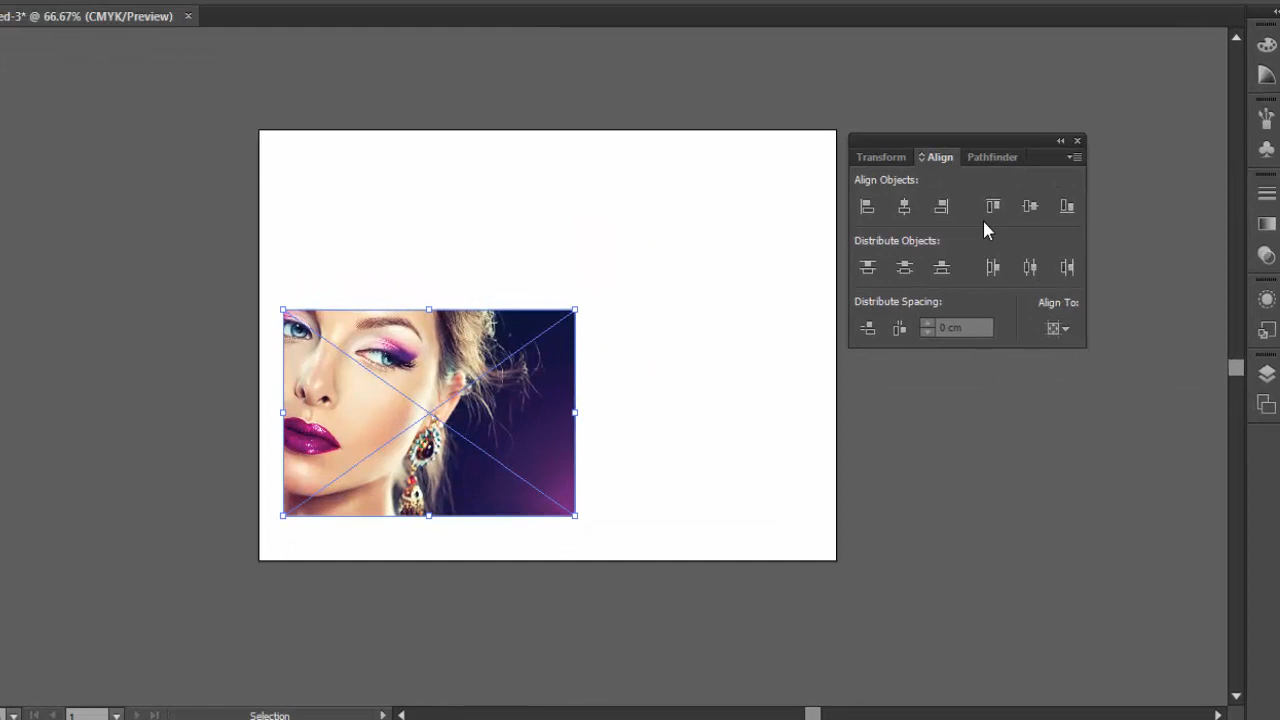 ed-3* @ 66.67% (CMYK/Preview) ×
Transform Align Pathfinder
Align Objects:
Distribute Objects:
Distribute Spacing: Align To:
0 cm
1 Selection